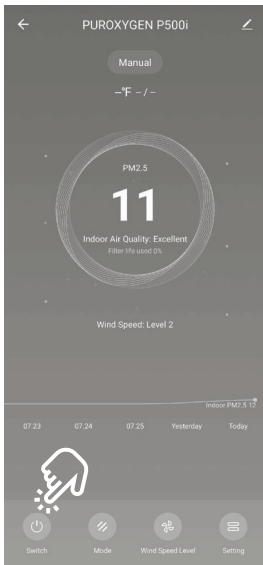 PUROXYGEN P500i
Manual
--°F -- / --
PM2.5
11
Indoor Air Quality: Excellent
Filter life used 0%
Wind Speed: Level 2
Indoor PM2.5 12
07.23 07.24 07.25 Yesterday Today
Switch Mode Wind Speed Level Setting